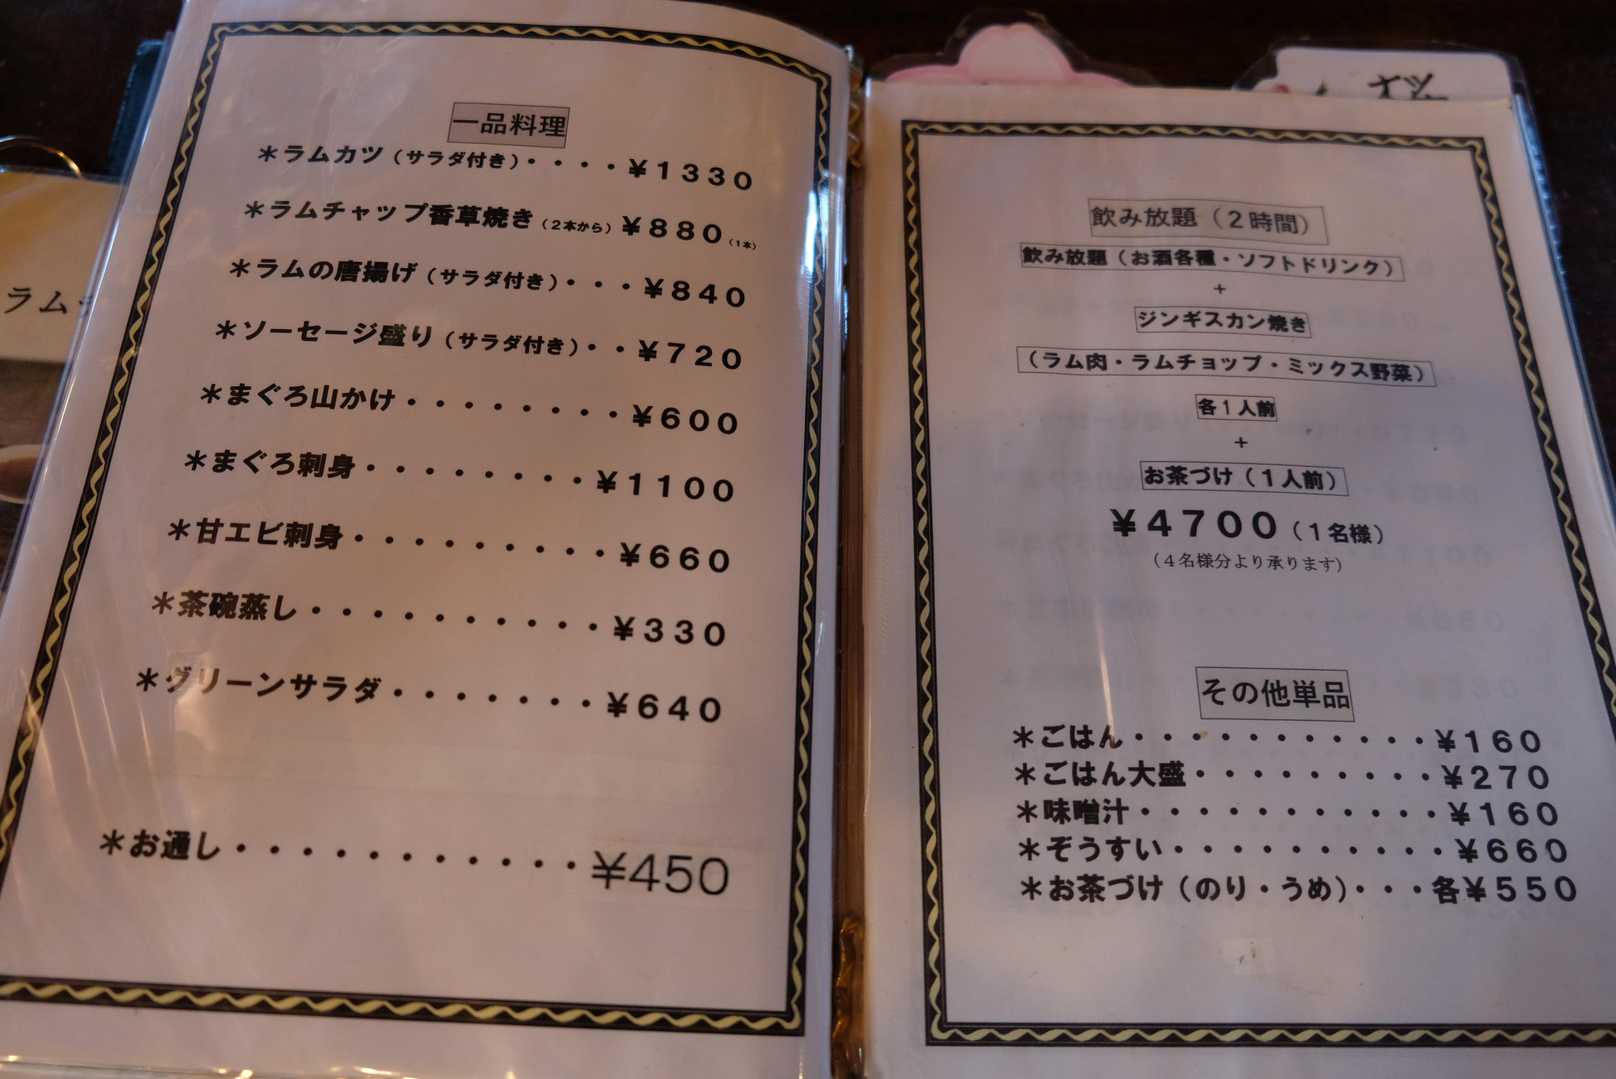 一品料理
＊ラムカツ（サラダ付き）・・・・￥１３３０
＊ラムチャップ香草焼き（２本から）￥８８０（１本）
＊ラムの唐揚げ（サラダ付き）・・・￥８４０
＊ソーセージ盛り（サラダ付き）・・￥７２０
＊まぐろ山かけ・・・・・・・・￥６００
＊まぐろ刺身・・・・・・・・￥１１００
＊甘エビ刺身・・・・・・・・・￥６６０
＊茶碗蒸し・・・・・・・・・・￥３３０
＊グリーンサラダ・・・・・・・￥６４０
＊お通し・・・・・・・・・・・・¥450
飲み放題（２時間）
飲み放題（お酒各種・ソフトドリンク）
＋
ジンギスカン焼き
（ラム肉・ラムチョップ・ミックス野菜）
各１人前
＋
お茶づけ（１人前）
￥４７００（１名様）
（４名様分より承ります）
その他単品
＊ごはん・・・・・・・・・・・￥１６０
＊ごはん大盛・・・・・・・・・￥２７０
＊味噌汁・・・・・・・・・・・￥１６０
＊ぞうすい・・・・・・・・・・￥６６０
＊お茶づけ（のり・うめ）・・・各￥５５０
ラム